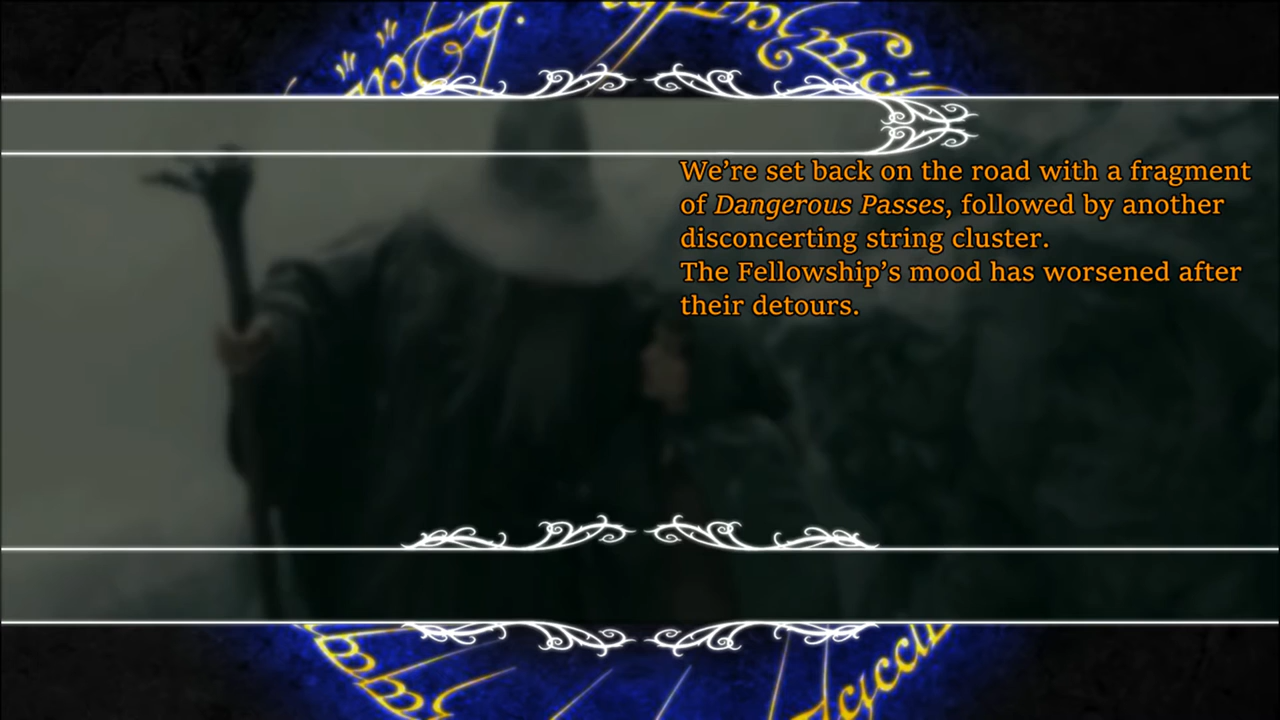 We’re set back on the road with a fragment
of Dangerous Passes, followed by another
disconcerting string cluster.
The Fellowship’s mood has worsened after
their detours.